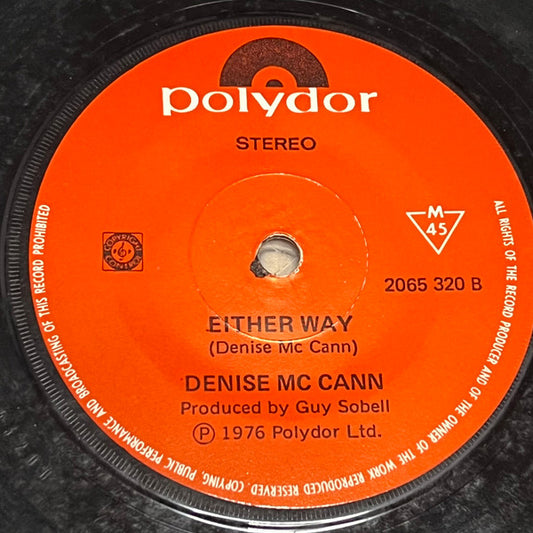 polydor
STEREO
M
45
COPYRIGHT
CONTROL
2065 320 B
EITHER WAY
(Denise Mc Cann)
DENISE MC CANN
Produced by Guy Sobell
Ⓟ 1976 Polydor Ltd.
ALL RIGHTS OF THE RECORD PRODUCER AND OF THE OWNER OF THE WORK REPRODUCED RESERVED. COPYING, PUBLIC PERFORMANCE AND BROADCASTING OF THIS RECORD PROHIBITED